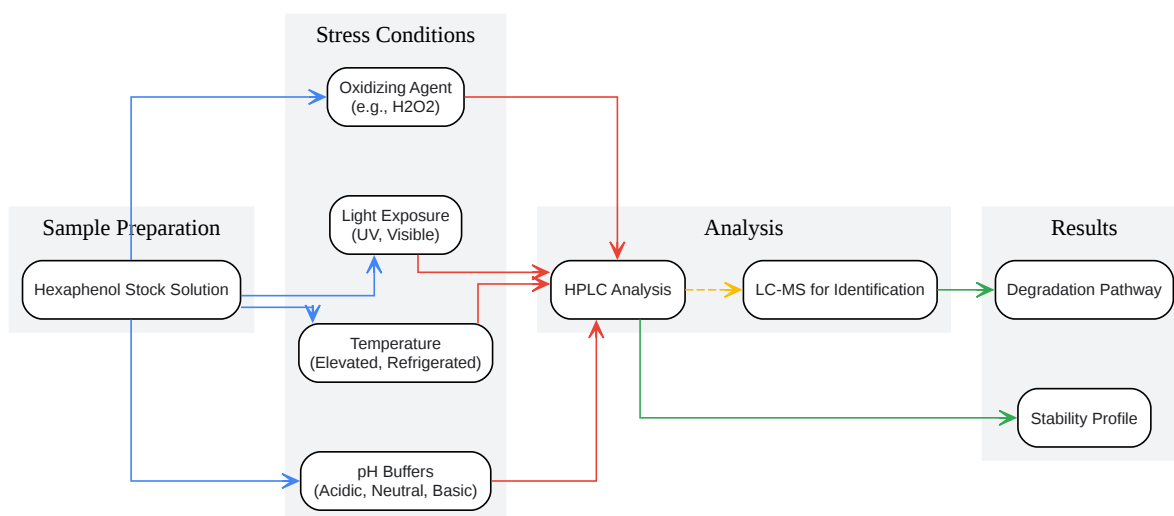 Stress Conditions
Oxidizing Agent
(e.g., H2O2)
Light Exposure
(UV, Visible)
Sample Preparation
Hexaphenol Stock Solution
Temperature
(Elevated, Refrigerated)
pH Buffers
(Acidic, Neutral, Basic)
Analysis
HPLC Analysis
LC-MS for Identification
Results
Degradation Pathway
Stability Profile